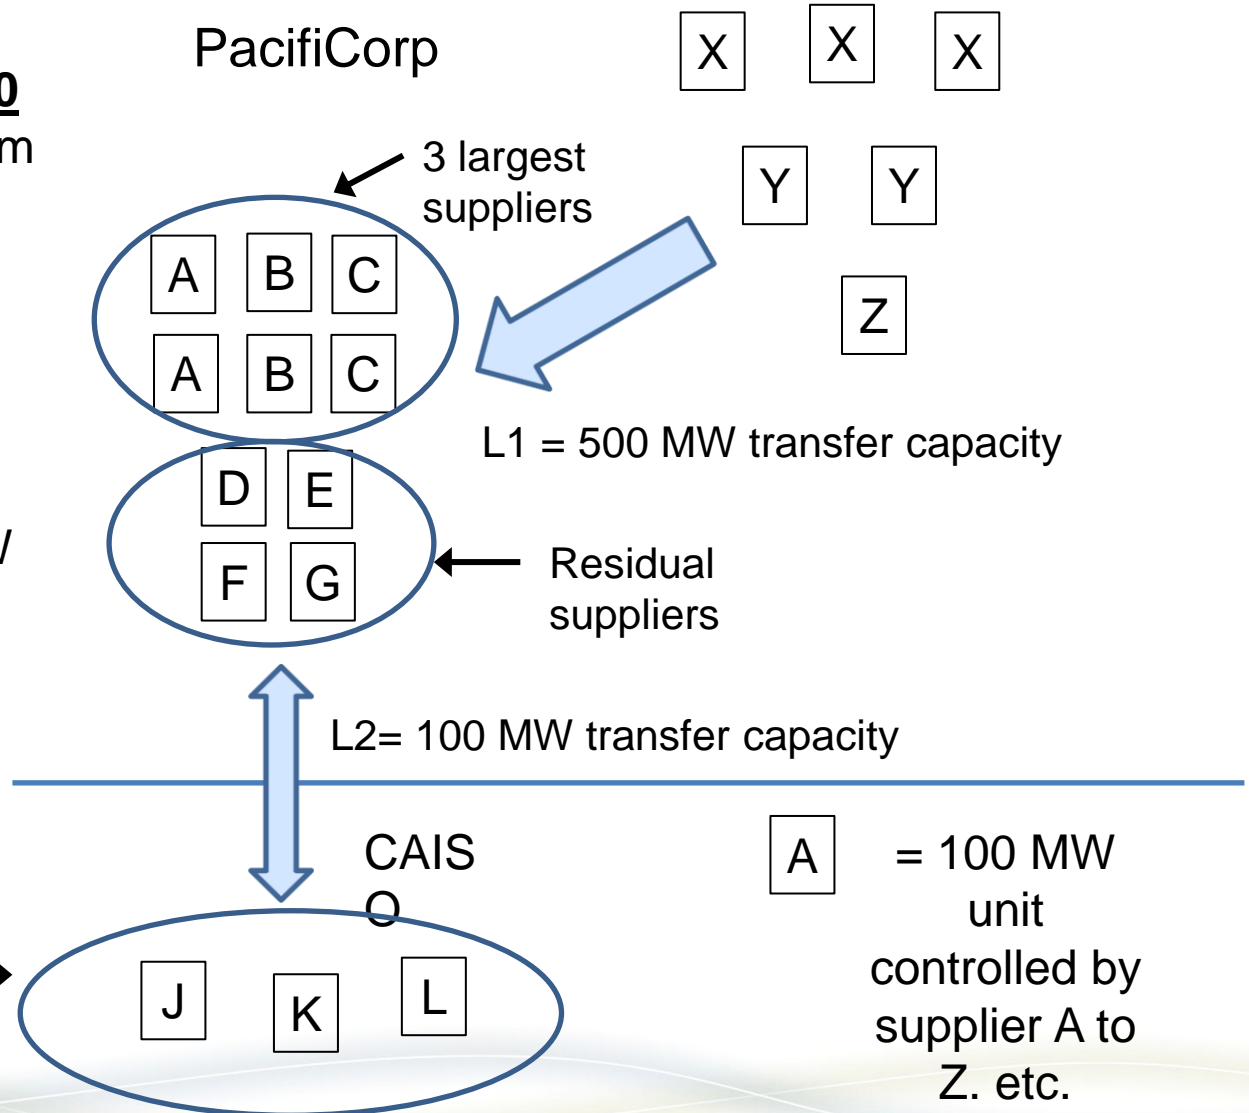 PacifiCorp
X X X
0
m
3 largest
suppliers
Y Y
A B C
Z
A B C
L1 = 500 MW transfer capacity
D E
Residual
suppliers
F G
L2= 100 MW transfer capacity
CAIS
O
A = 100 MW
unit
controlled by
supplier A to
Z. etc.
J K L